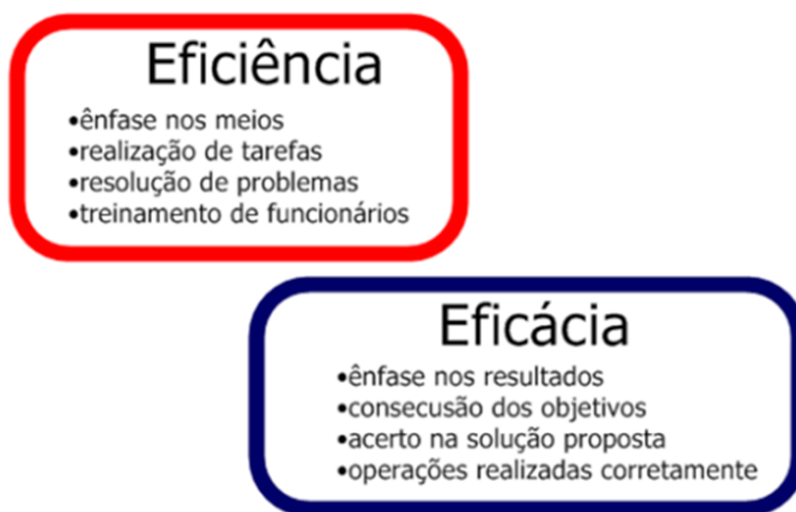 Eficiência
•ênfase nos meios
•realização de tarefas
•resolução de problemas
•treinamento de funcionários
Eficácia
•ênfase nos resultados
•consecusão dos objetivos
•acerto na solução proposta
•operações realizadas corretamente